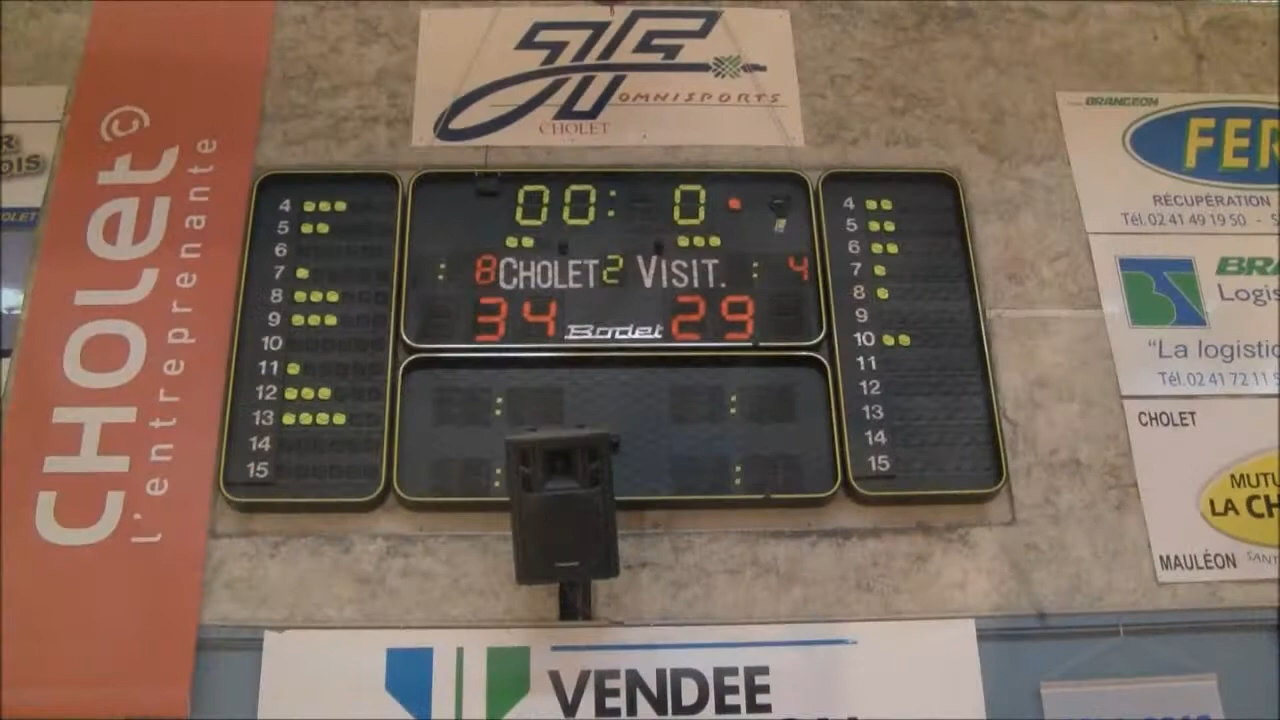 JF
OMNISPORTS
CHOLET
CHOLET©
l'entreprenante
4
5
6
7
8
9
10
11
12
13
14
15
00: 0
: 8 CHOLET 2 VISIT. : 4
34 Bodet 29
4
5
6
7
8
9
10
11
12
13
14
15
BRANGEON
FER
RÉCUPÉRATION
Tél. 02 41 49 19 50 -
BRA
Logis
"La logistic
Tél. 02 41 72 11
CHOLET
MUTU
LA CH
MAULÉON
VENDEE